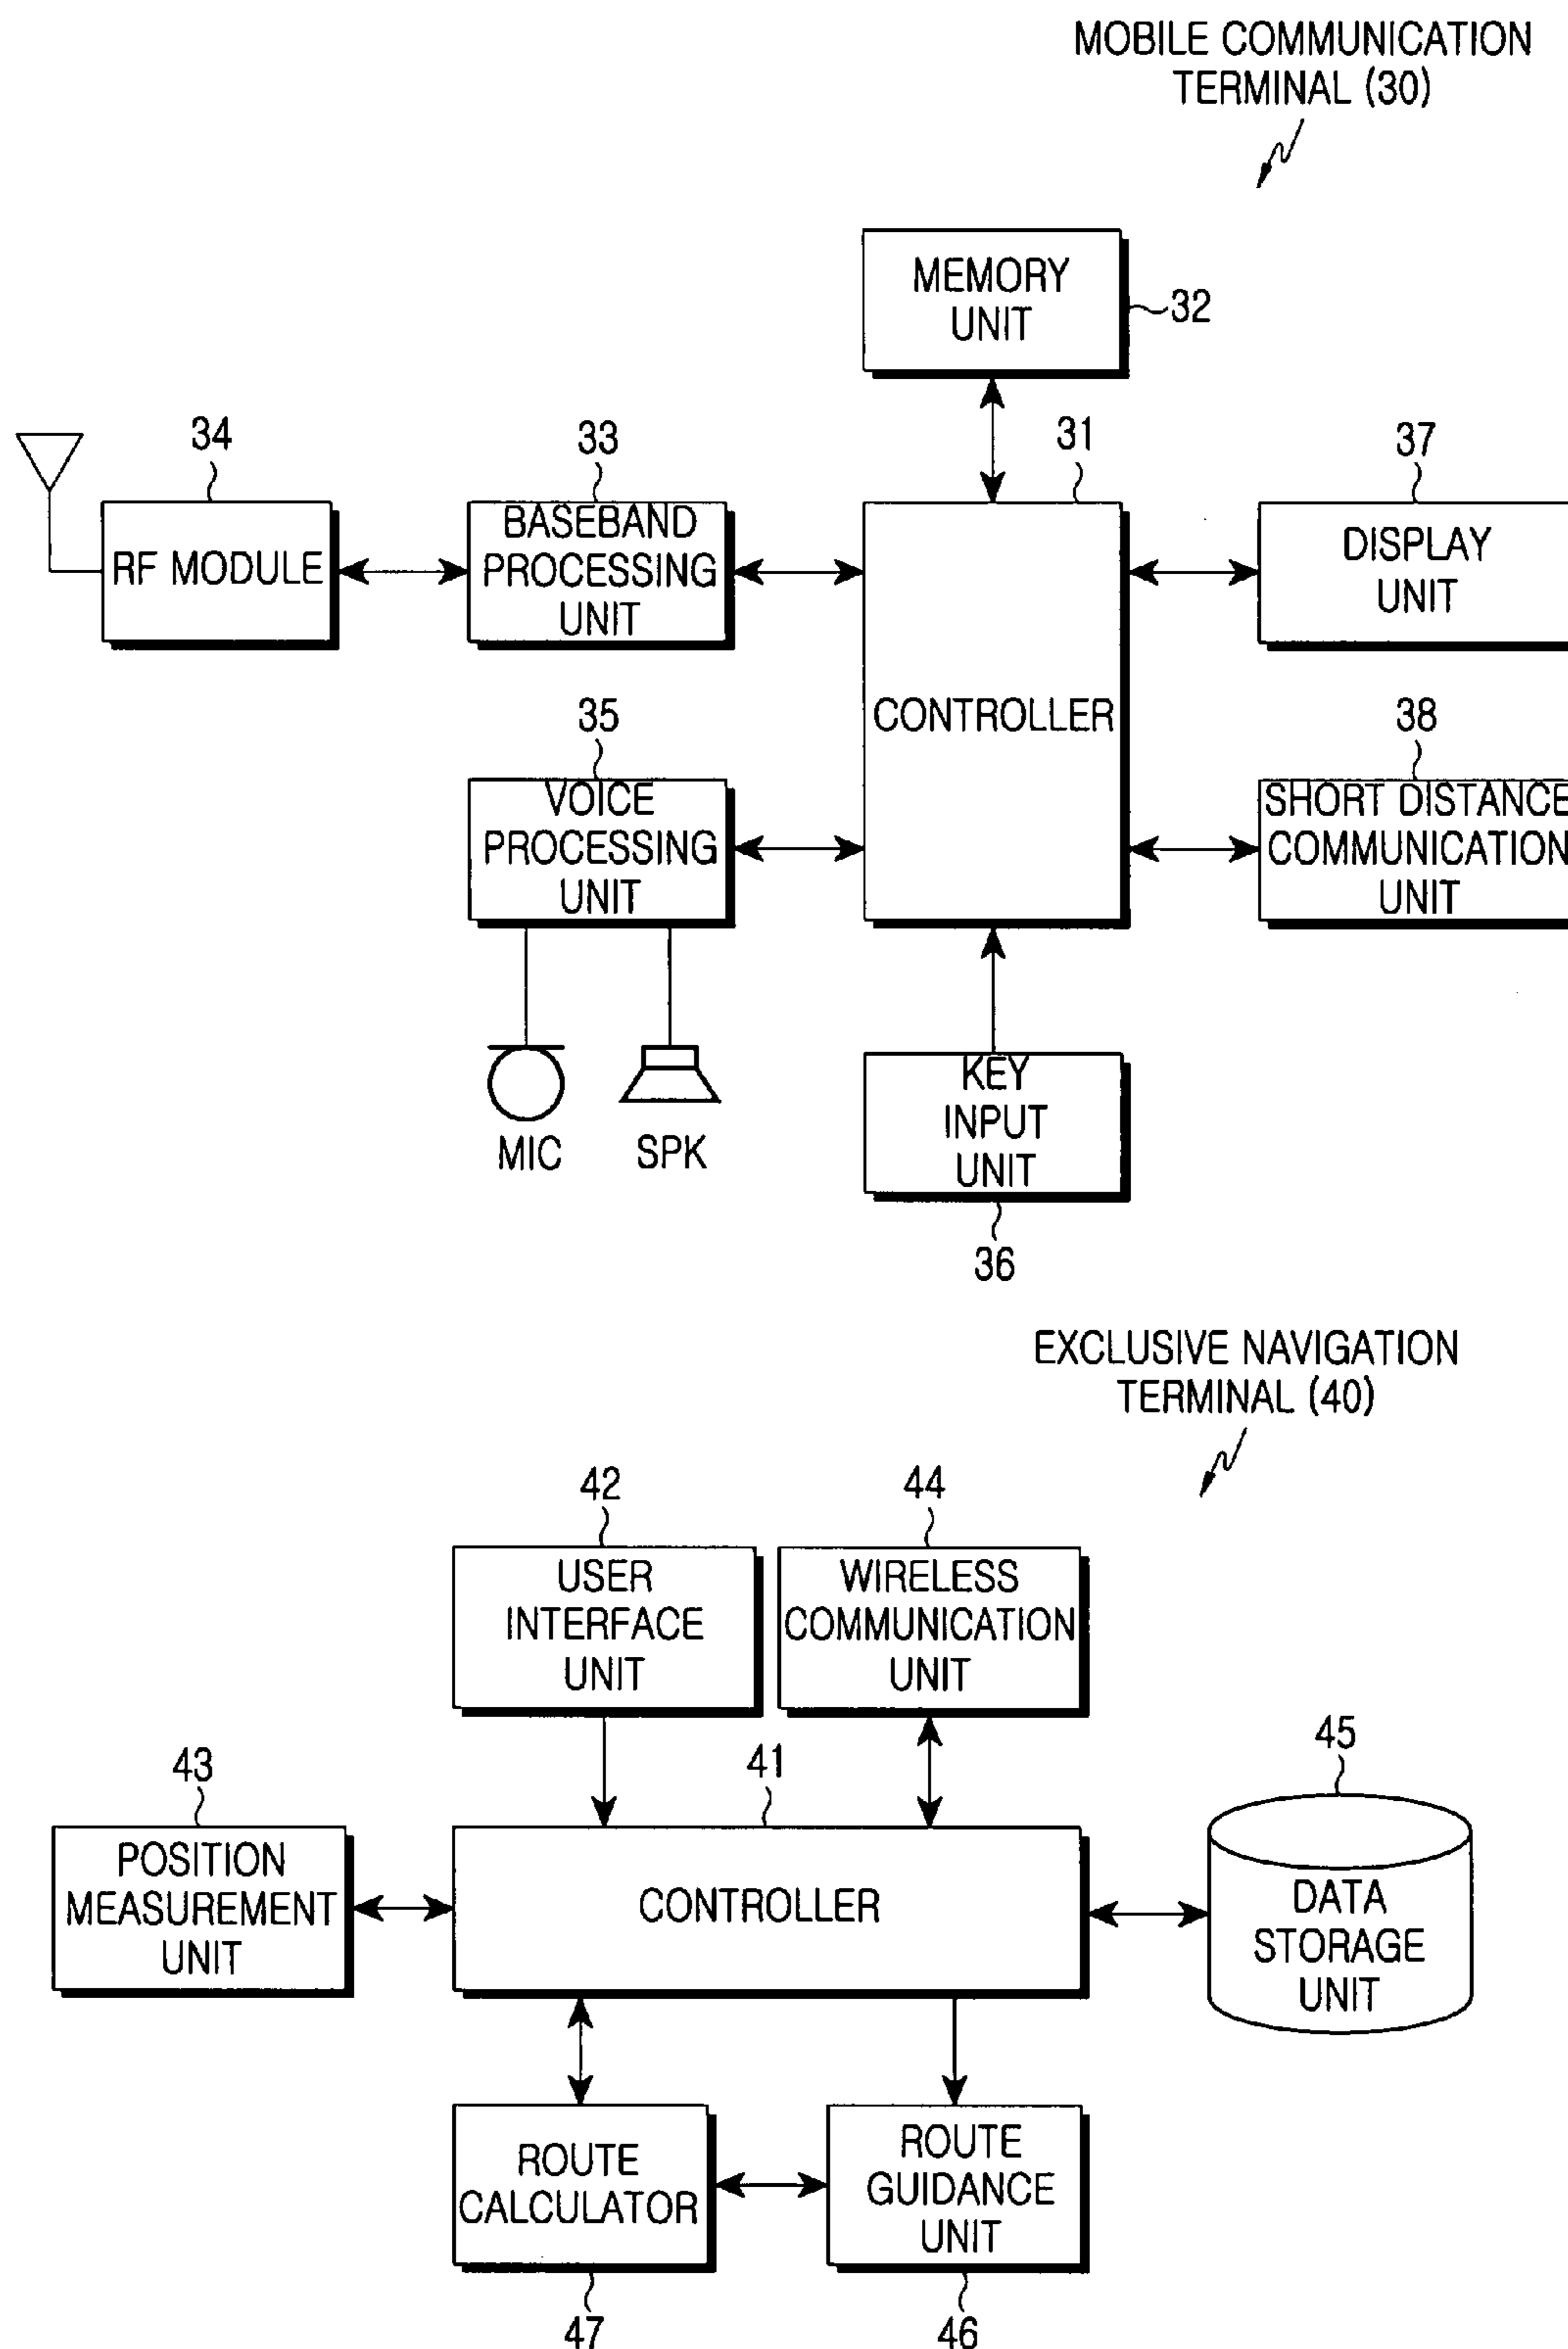 MOBILE COMMUNICATION
TERMINAL (30)
MEMORY
UNIT
32
34
33
31
37
RF MODULE
BASEBAND
PROCESSING
UNIT
CONTROLLER
DISPLAY
UNIT
35
38
VOICE
PROCESSING
UNIT
SHORT DISTANCE
COMMUNICATION
UNIT
MIC
SPK
KEY
INPUT
UNIT
36
EXCLUSIVE NAVIGATION
TERMINAL (40)
42
44
USER
INTERFACE
UNIT
WIRELESS
COMMUNICATION
UNIT
43
41
45
POSITION
MEASUREMENT
UNIT
CONTROLLER
DATA
STORAGE
UNIT
ROUTE
CALCULATOR
ROUTE
GUIDANCE
UNIT
47
46